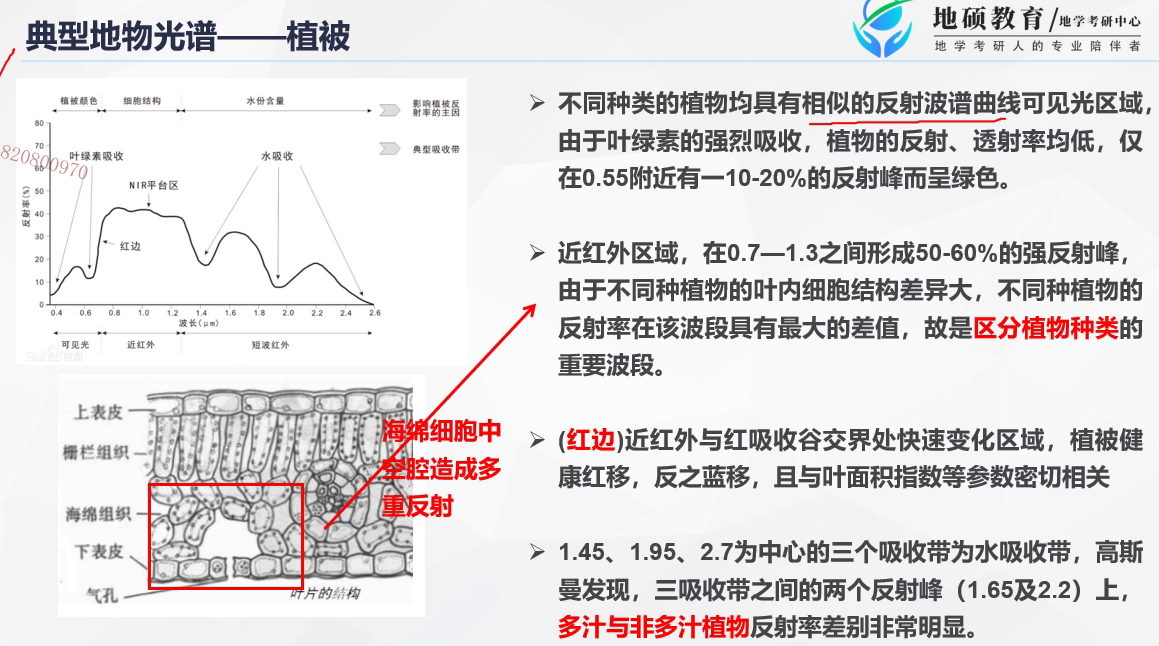 典型地物光谱——植被
地硕教育/地学考研中心
地学考研人的专业陪伴者
植被颜色 细胞结构 水份含量
影响植被反
射率的主因
典型吸收带
叶绿素吸收
水吸收
NIR平台区
红边
反射率(%)
80
70
60
50
40
30
20
10
0
0.4 0.6 0.8 1.0 1.2 1.4 1.6 1.8 2.0 2.2 2.4 2.6
波长(μm)
可见光 近红外 短波红外
820800970
上表皮
栅栏组织
海绵组织
下表皮
气孔
叶片的结构
海绵细胞中
空腔造成多
重反射
➢ 不同种类的植物均具有相似的反射波谱曲线可见光区域，
由于叶绿素的强烈吸收，植物的反射、透射率均低，仅
在0.55附近有一10-20%的反射峰而呈绿色。
➢ 近红外区域，在0.7—1.3之间形成50-60%的强反射峰，
由于不同种植物的叶内细胞结构差异大，不同种植物的
反射率在该波段具有最大的差值，故是区分植物种类的
重要波段。
➢ (红边)近红外与红吸收谷交界处快速变化区域，植被健
康红移，反之蓝移，且与叶面积指数等参数密切相关
➢ 1.45、1.95、2.7为中心的三个吸收带为水吸收带，高斯
曼发现，三吸收带之间的两个反射峰（1.65及2.2）上，
多汁与非多汁植物反射率差别非常明显。